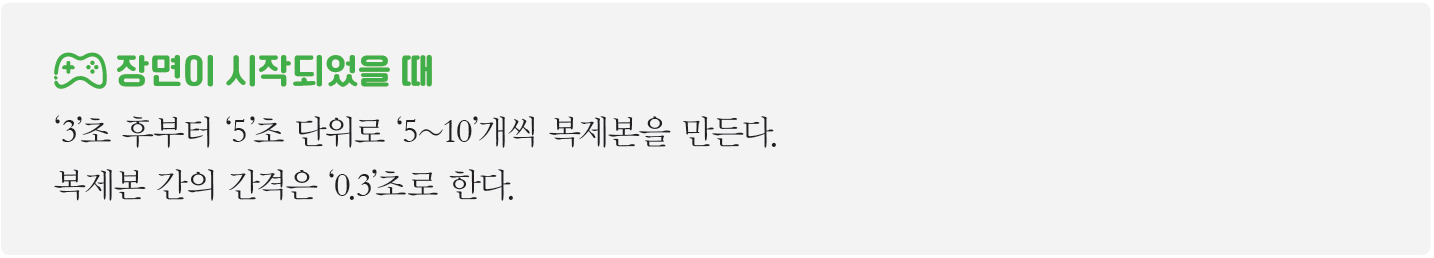 장면이 시작되었을 때
‘3’초 후부터 ‘5’초 단위로 ‘5~10’개씩 복제본을 만든다.
복제본 간의 간격은 ‘0.3’초로 한다.